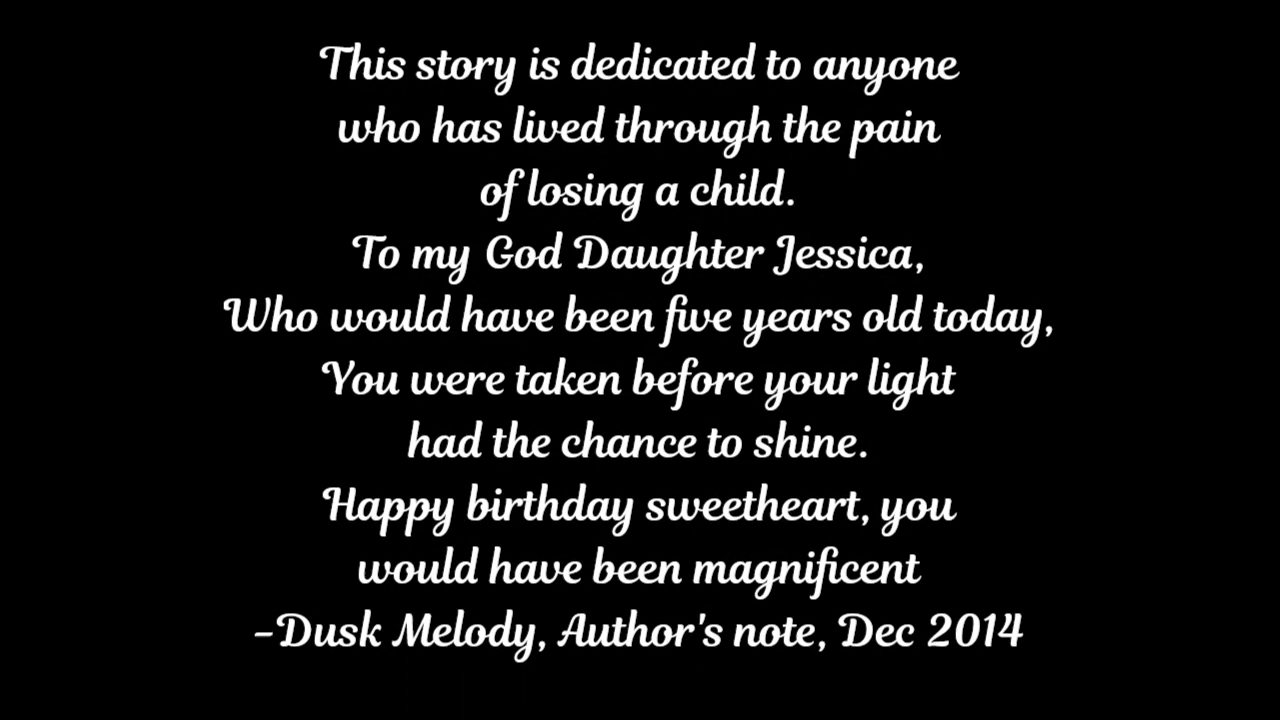 This story is dedicated to anyone
who has lived through the pain
of losing a child.
To my God Daughter Jessica,
Who would have been five years old today,
You were taken before your light
had the chance to shine.
Happy birthday sweetheart, you
would have been magnificent
-Dusk Melody, Author's note, Dec 2014